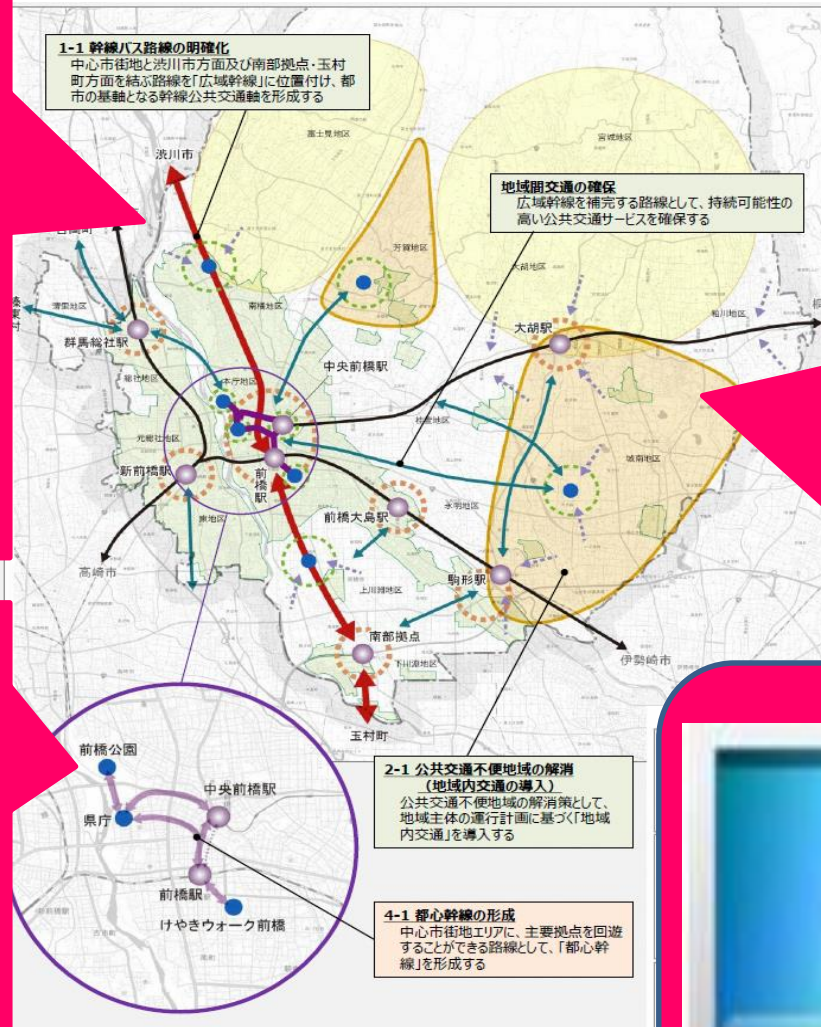 1-1 幹線バス路線の明確化
中心市街地と渋川市方面及び南部拠点・玉村
町方面を結ぶ路線を「広域幹線」に位置付け、都
市の基軸となる幹線公共交通軸を形成する
富士見地区
宮城地区
渋川市
地域間交通の確保
広域幹線を補完する路線として、持続可能性の
高い公共交通サービスを確保する
芳賀地区
大胡地区
粕川地区
清里地区
南橘地区
榛東村
群馬総社駅
大胡駅
総社地区
本庁地区
中央前橋駅
桂萱地区
元総社地区
城南地区
新前橋駅
前橋駅
前橋大島駅
永明地区
東地区
高崎市
上川淵地区
駒形駅
南部拠点
下川淵地区
伊勢崎市
玉村町
前橋公園
中央前橋駅
県庁
前橋駅
けやきウォーク前橋
2-1 公共交通不便地域の解消
(地域内交通の導入)
公共交通不便地域の解消策として、
地域主体の運行計画に基づく「地域
内交通」を導入する
4-1 都心幹線の形成
中心市街地エリアに、主要拠点を回遊
することができる路線として、「都心幹
線」を形成する